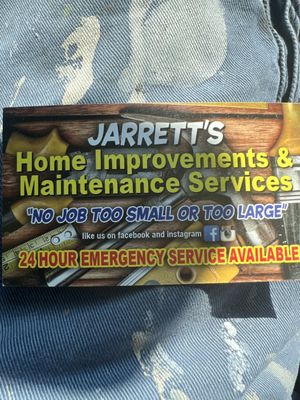 JARRETT'S
Home Improvements &
Maintenance Services
"NO JOB TOO SMALL OR TOO LARGE"
like us on facebook and instagram f
24 HOUR EMERGENCY SERVICE AVAILABLE